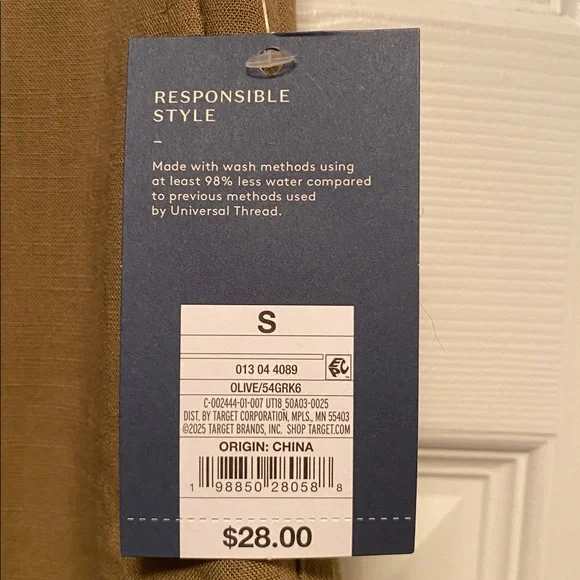 RESPONSIBLE
STYLE
–
Made with wash methods using
at least 98% less water compared
to previous methods used
by Universal Thread.
S
013 04 4089
OLIVE/54GRK6
C-002444-01-007 UTI8_50A03-0025
DIST. BY TARGET CORPORATION, MPLS., MN 55403
©2025 TARGET BRANDS, INC. SHOP TARGET.COM
ORIGIN: CHINA
1 98850 28058 8
$28.00